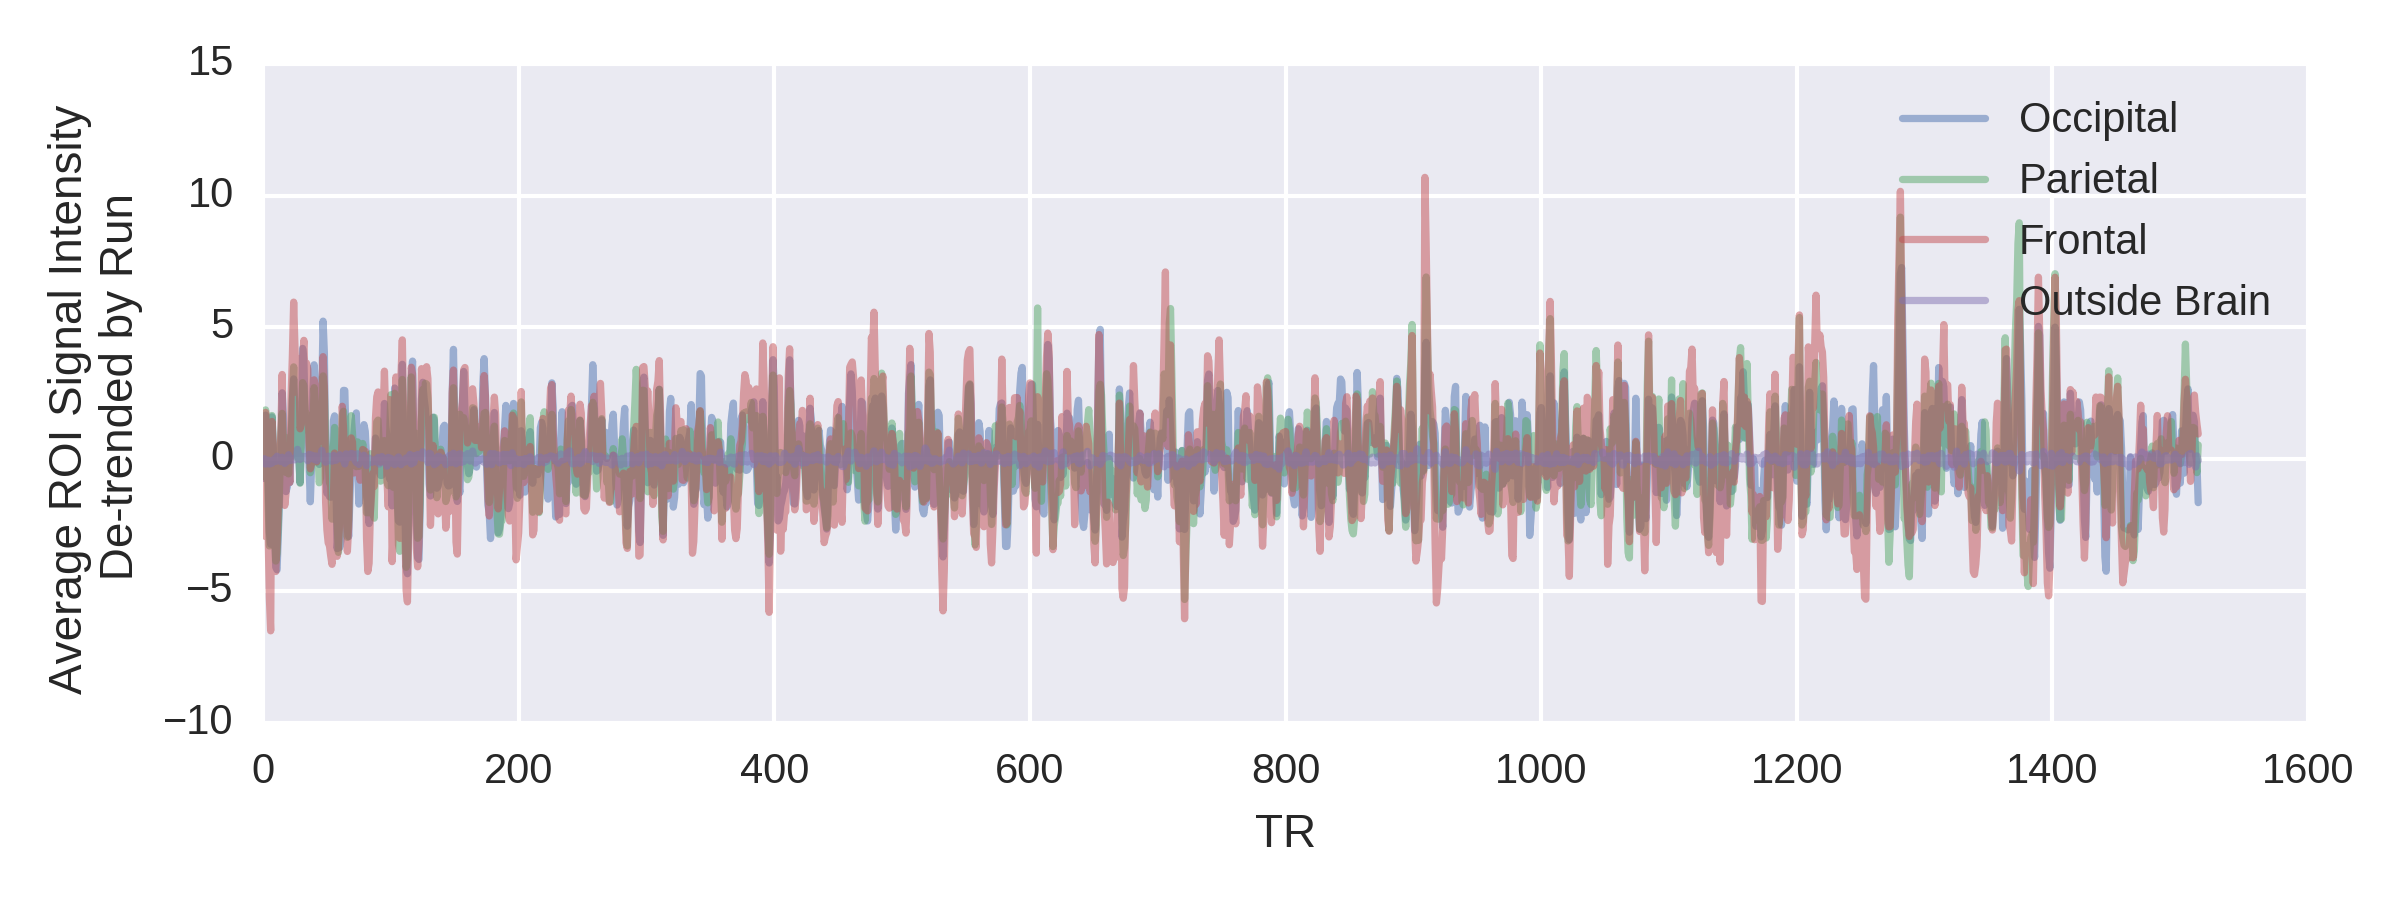 Average ROI Signal Intensity
De-trended by Run
15
10
5
0
−5
−10
Occipital
Parietal
Frontal
Outside Brain
0 200 400 600 800 1000 1200 1400 1600
TR